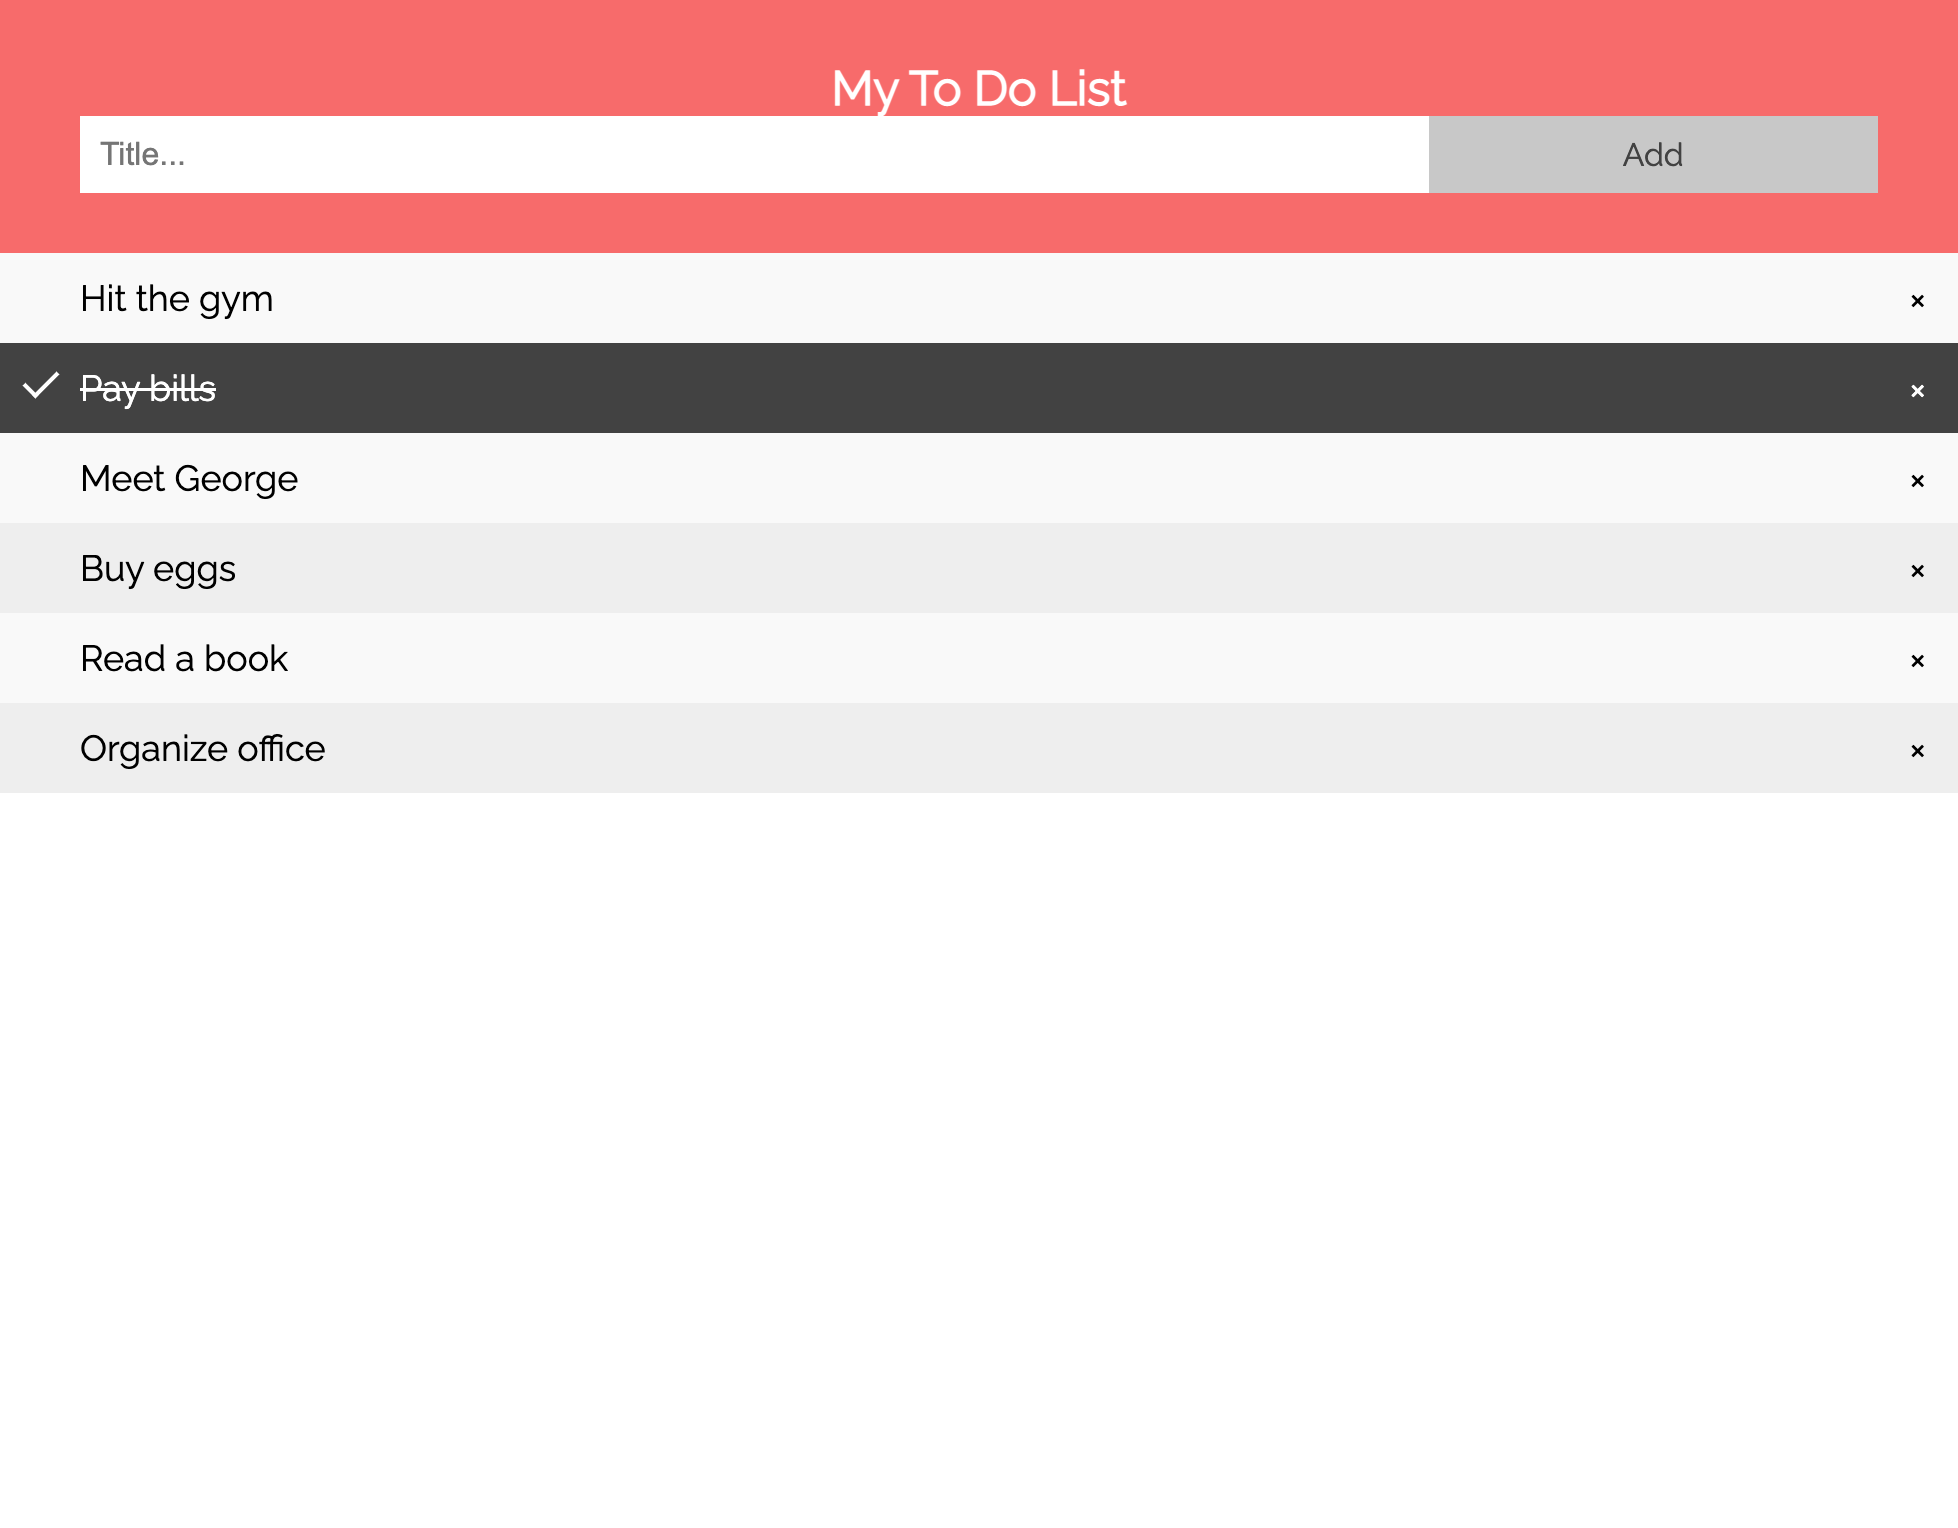 My To Do List
Title...
Add
Hit the gym ×
Pay bills ×
Meet George ×
Buy eggs ×
Read a book ×
Organize office ×